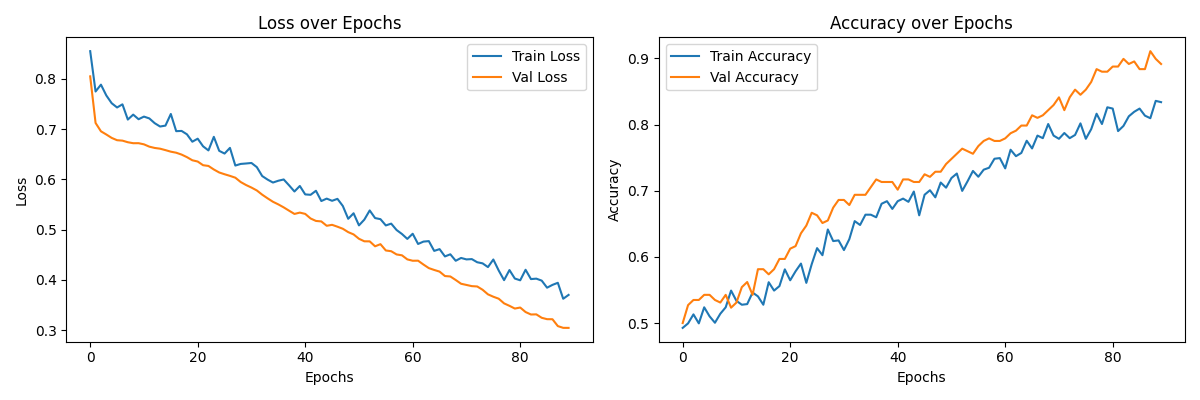 Loss over Epochs
Train Loss
Val Loss
0.8
0.7
0.6
0.5
0.4
0.3
Loss
0 20 40 60 80
Epochs
Accuracy over Epochs
Train Accuracy
Val Accuracy
0.9
0.8
0.7
0.6
0.5
Accuracy
0 20 40 60 80
Epochs